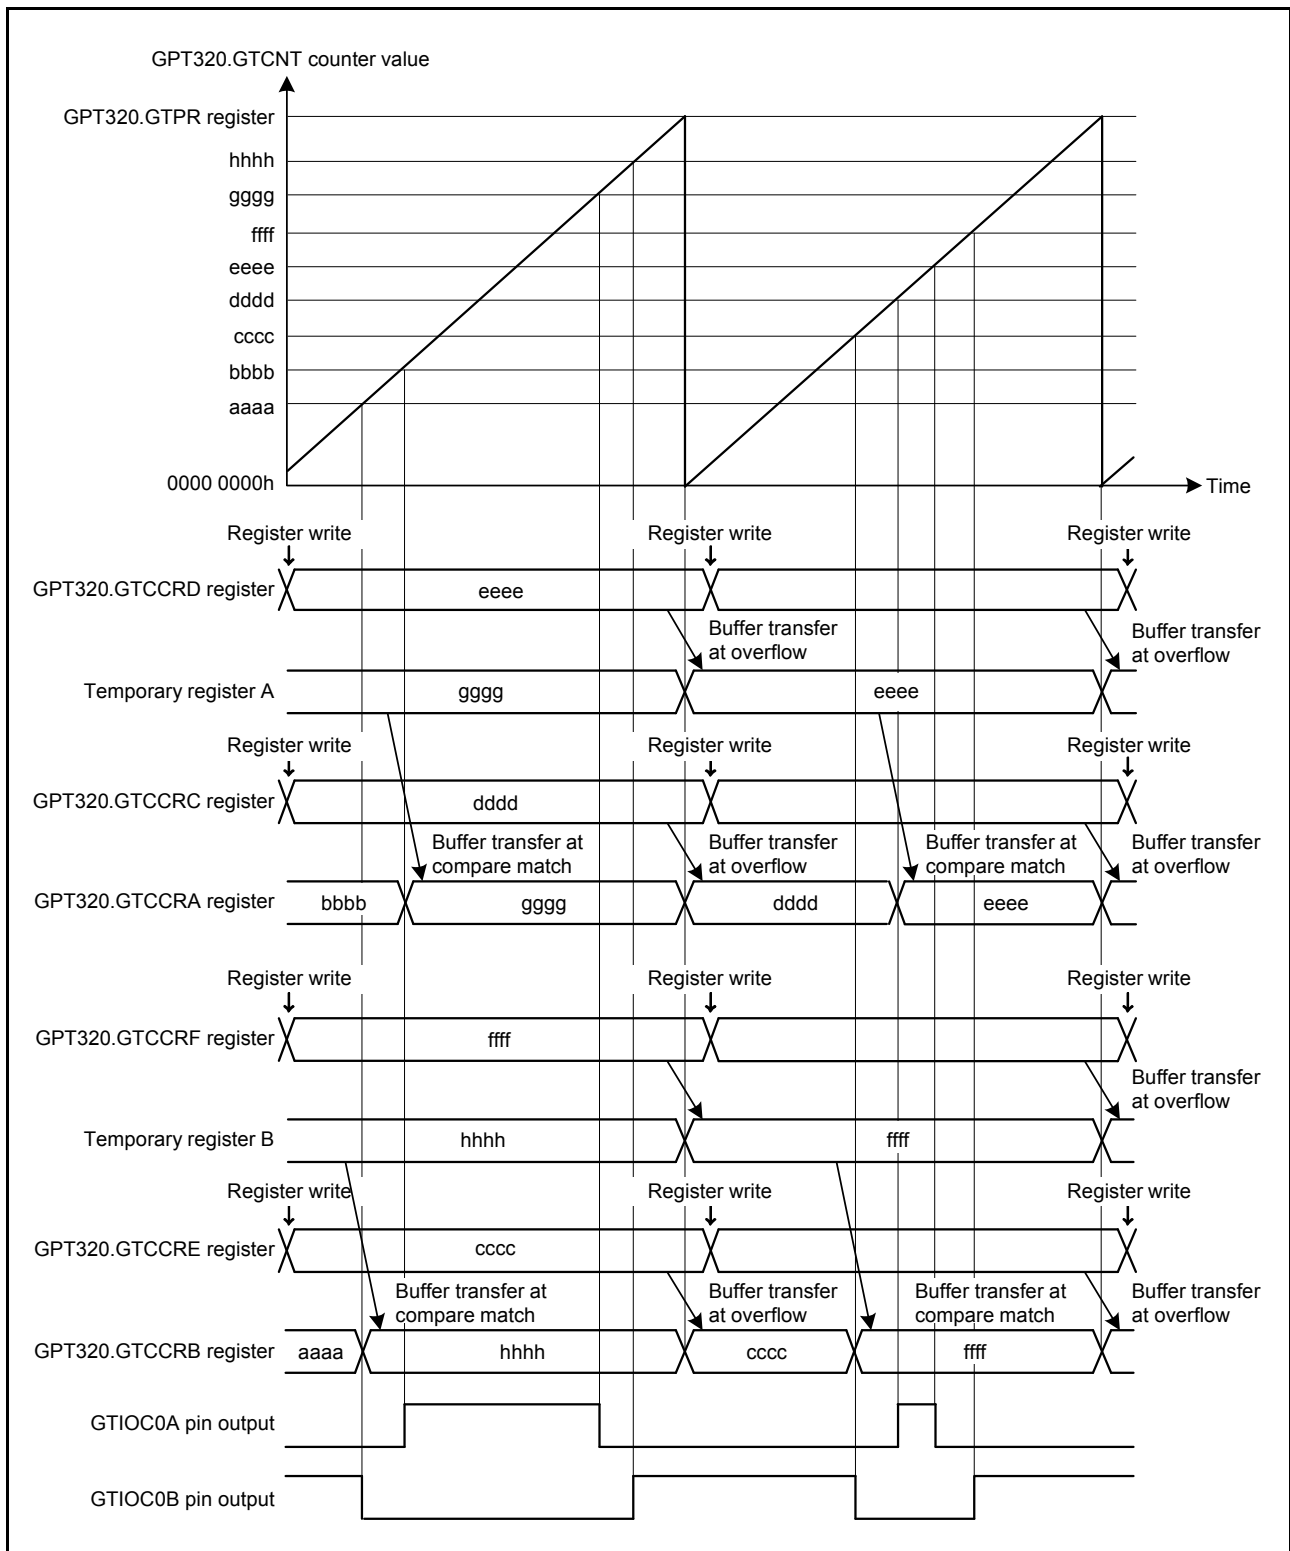 GPT320.GTCNT counter value
GPT320.GTPR register
hhhh
gggg
ffff
eeee
dddd
cccc
bbbb
aaaa
0000 0000h
Time
Register write
Register write
Register write
GPT320.GTCCRD register
eeee
Buffer transfer
at overflow
Buffer transfer
at overflow
Temporary register A
gggg
eeee
Register write
Register write
Register write
GPT320.GTCCRC register
dddd
Buffer transfer at
compare match
Buffer transfer
at overflow
Buffer transfer at
compare match
Buffer transfer
at overflow
GPT320.GTCCRA register
bbbb
gggg
dddd
eeee
Register write
Register write
Register write
GPT320.GTCCRF register
ffff
Buffer transfer
at overflow
Temporary register B
hhhh
ffff
Register write
Register write
Register write
GPT320.GTCCRE register
cccc
Buffer transfer at
compare match
Buffer transfer
at overflow
Buffer transfer at
compare match
Buffer transfer
at overflow
GPT320.GTCCRB register
aaaa
hhhh
cccc
ffff
GTIOC0A pin output
GTIOC0B pin output